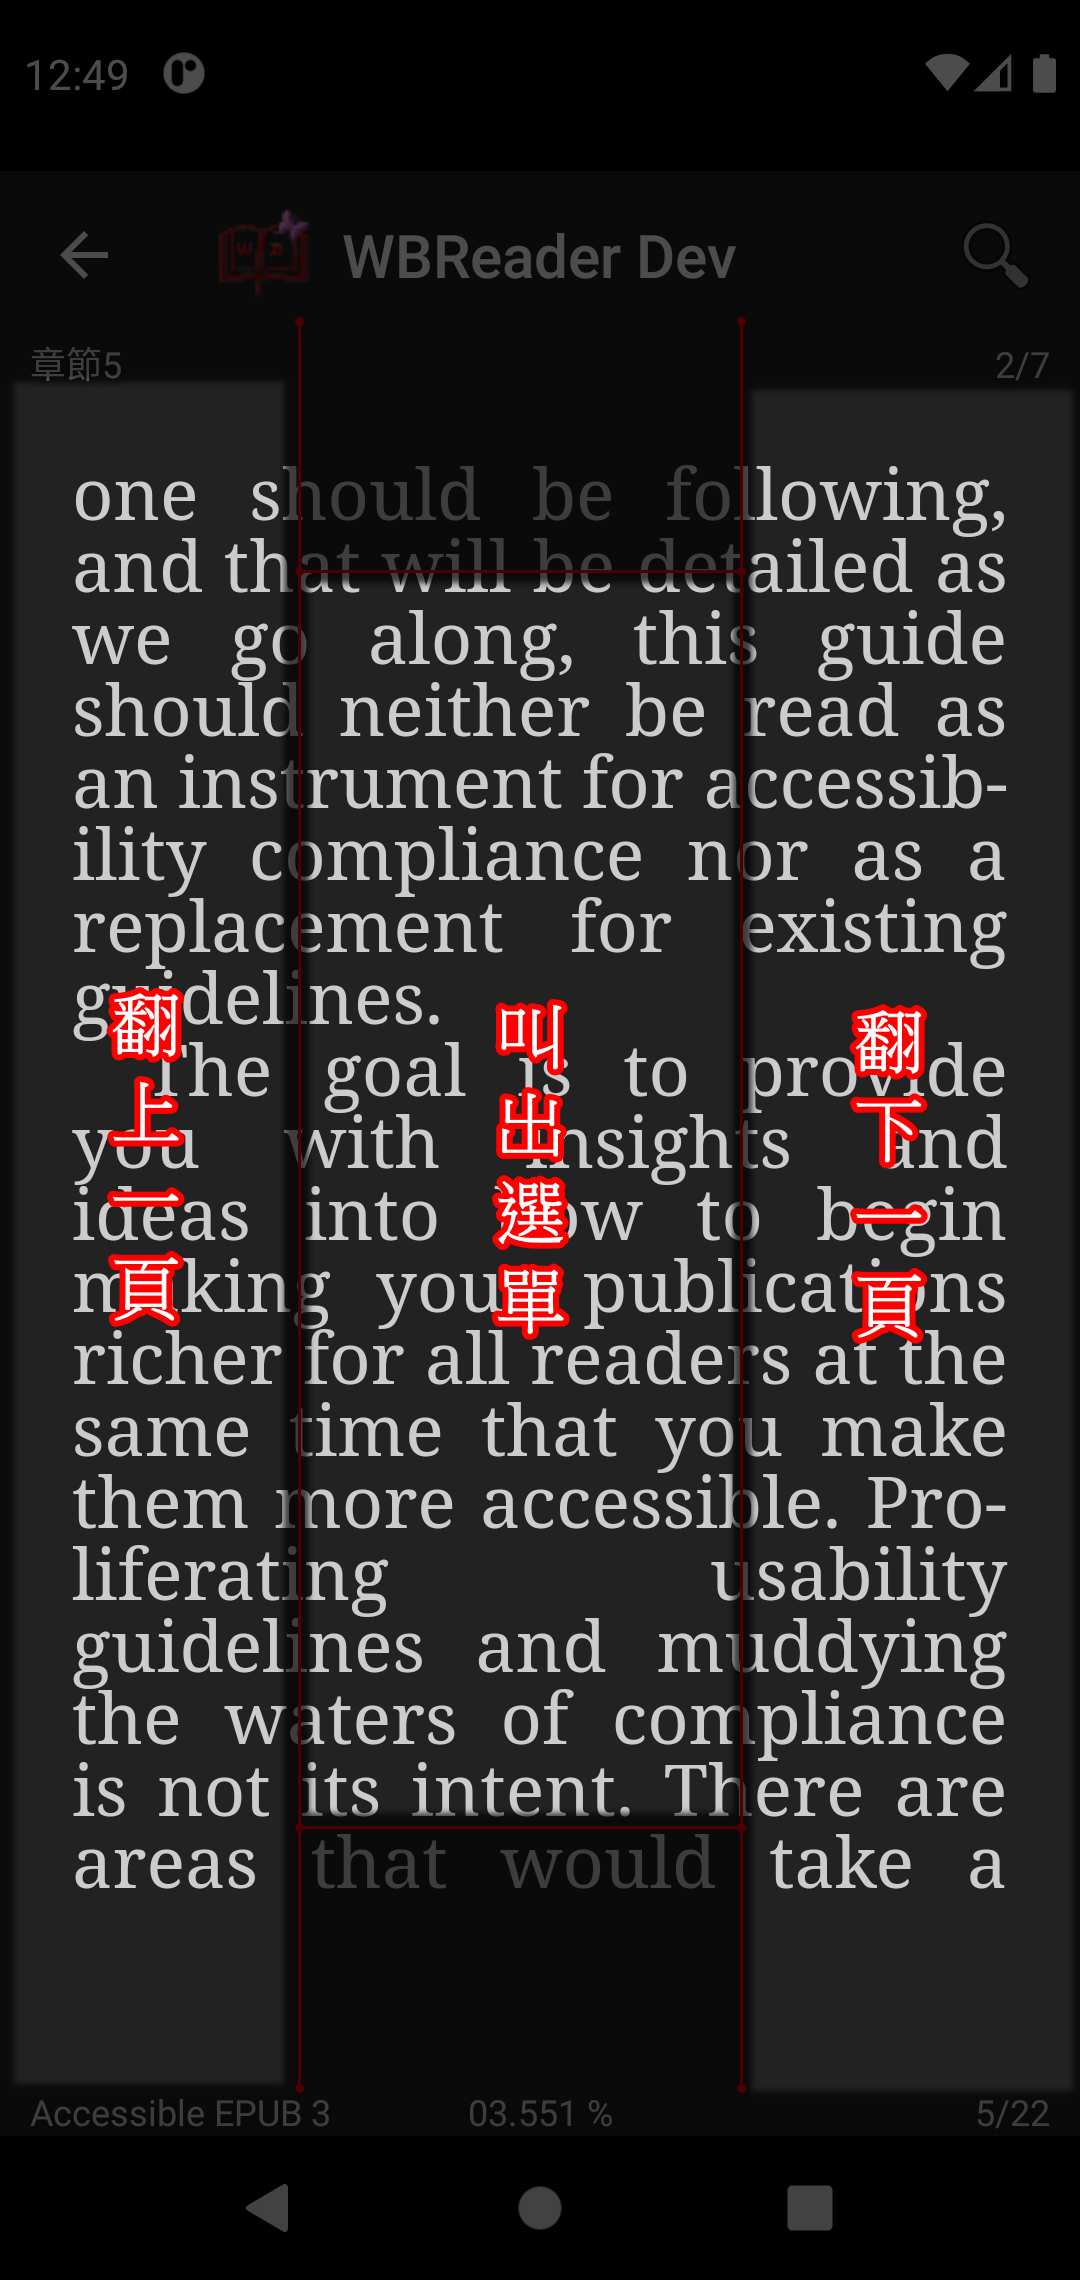 12:49
WBReader Dev
章節5
2/7
one should be following,
and that will be detailed as
we go along, this guide
should neither be read as
an instrument for accessib-
ility compliance nor as a
replacement for existing
guidelines.
The goal is to provide
you with insights and
ideas into how to begin
making your publications
richer for all readers at the
same time that you make
them more accessible. Pro-
liferating usability
guidelines and muddying
the waters of compliance
is not its intent. There are
areas that would take a
翻上一頁
叫出選單
翻下一頁
Accessible EPUB 3
03.551 %
5/22